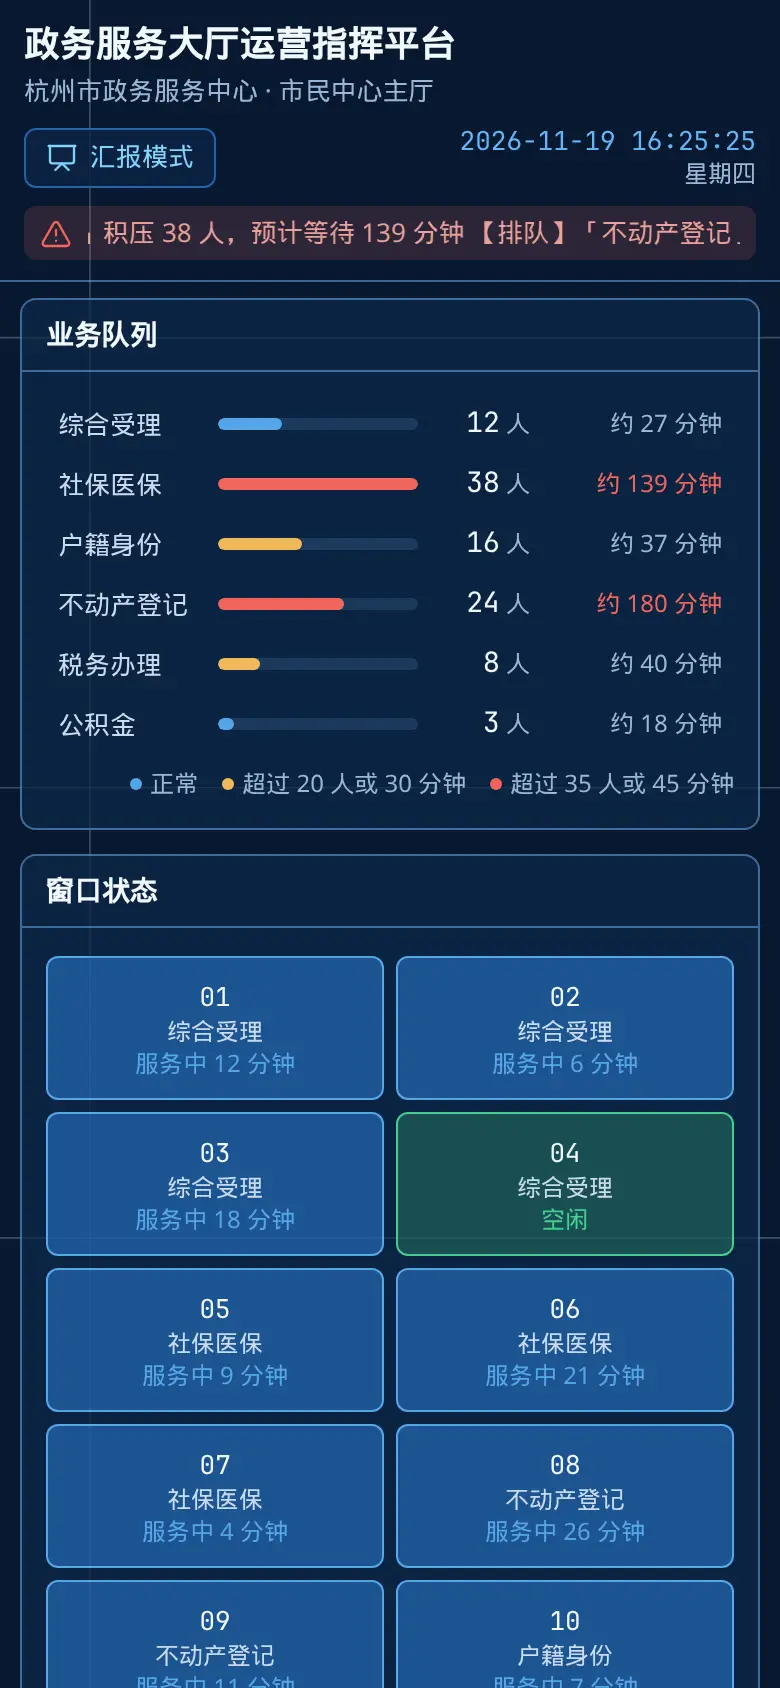 政务服务大厅运营指挥平台
杭州市政务服务中心 · 市民中心主厅
汇报模式
2026-11-19 16:25:25
星期四
积压 38 人，预计等待 139 分钟 【排队】「不动产登记
业务队列
综合受理 12 人 约 27 分钟
社保医保 38 人 约 139 分钟
户籍身份 16 人 约 37 分钟
不动产登记 24 人 约 180 分钟
税务办理 8 人 约 40 分钟
公积金 3 人 约 18 分钟
正常 超过 20 人或 30 分钟 超过 35 人或 45 分钟
窗口状态
01
综合受理
服务中 12 分钟
02
综合受理
服务中 6 分钟
03
综合受理
服务中 18 分钟
04
综合受理
空闲
05
社保医保
服务中 9 分钟
06
社保医保
服务中 21 分钟
07
社保医保
服务中 4 分钟
08
不动产登记
服务中 26 分钟
09
不动产登记
服务中 11 分钟
10
户籍身份
服务中 7 分钟